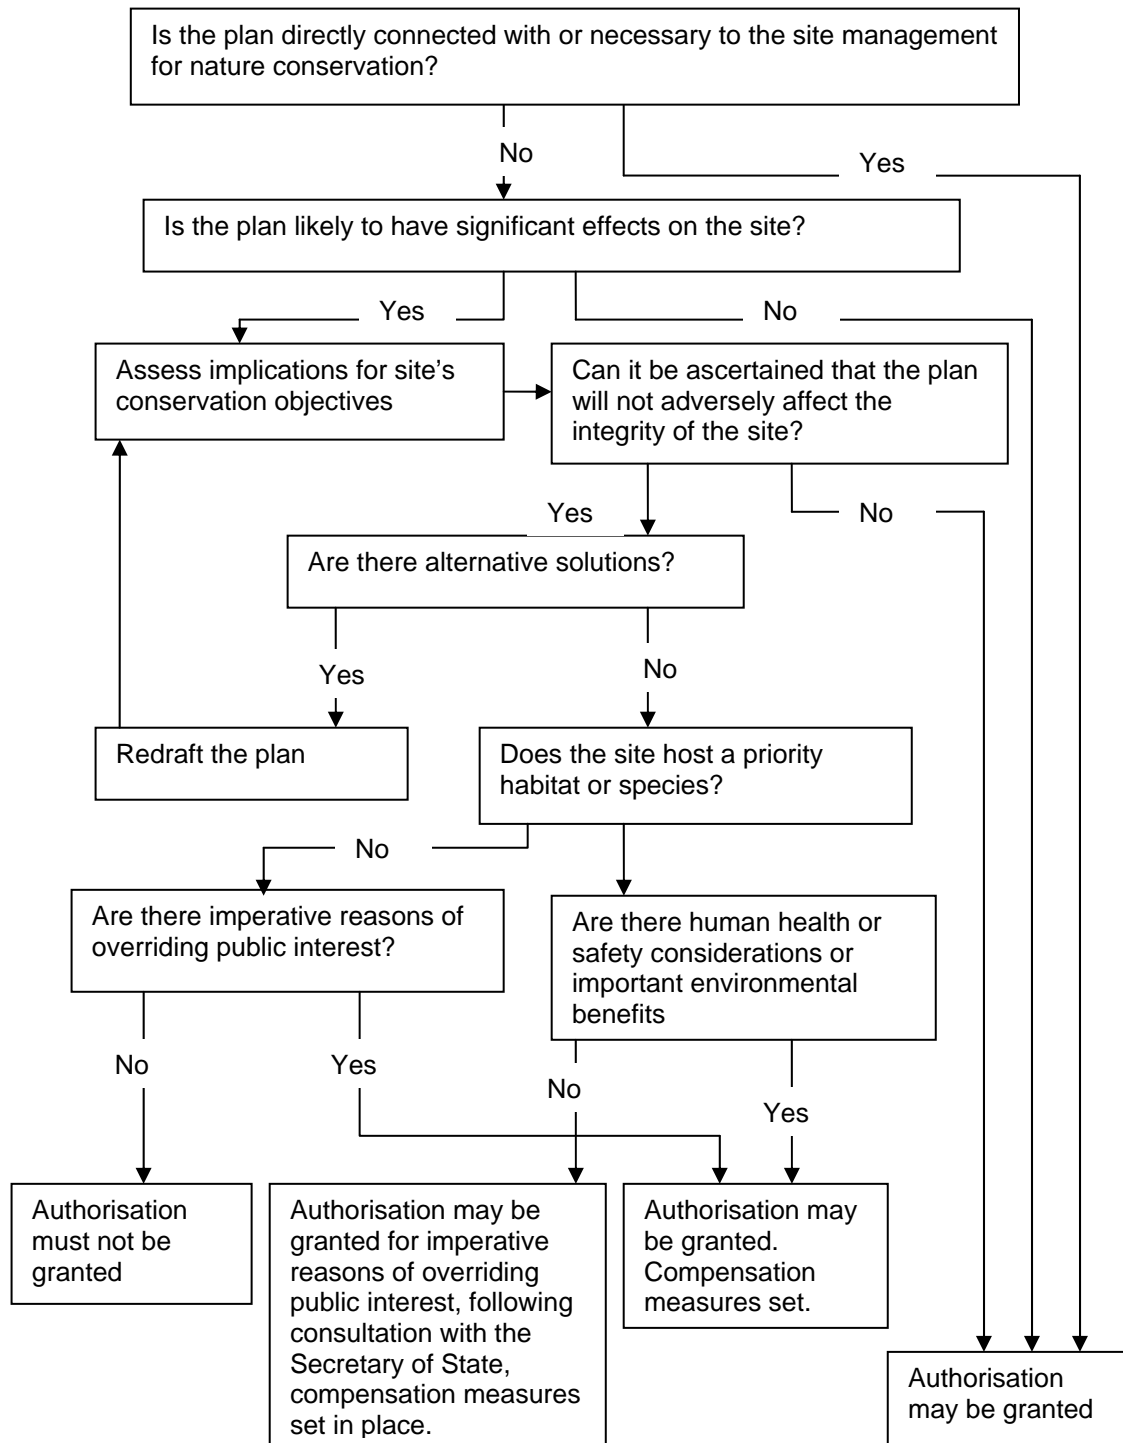 Is the plan directly connected with or necessary to the site management
for nature conservation?
No
Yes
Is the plan likely to have significant effects on the site?
Yes
No
Assess implications for site's
conservation objectives
Can it be ascertained that the plan
will not adversely affect the
integrity of the site?
Yes
No
Are there alternative solutions?
Yes
No
Redraft the plan
Does the site host a priority
habitat or species?
No
Are there imperative reasons of
overriding public interest?
Are there human health or
safety considerations or
important environmental
benefits
No
Yes
No
Yes
Authorisation
must not be
granted
Authorisation may be
granted for imperative
reasons of overriding
public interest, following
consultation with the
Secretary of State,
compensation measures
set in place.
Authorisation may
be granted.
Compensation
measures set.
Authorisation
may be granted